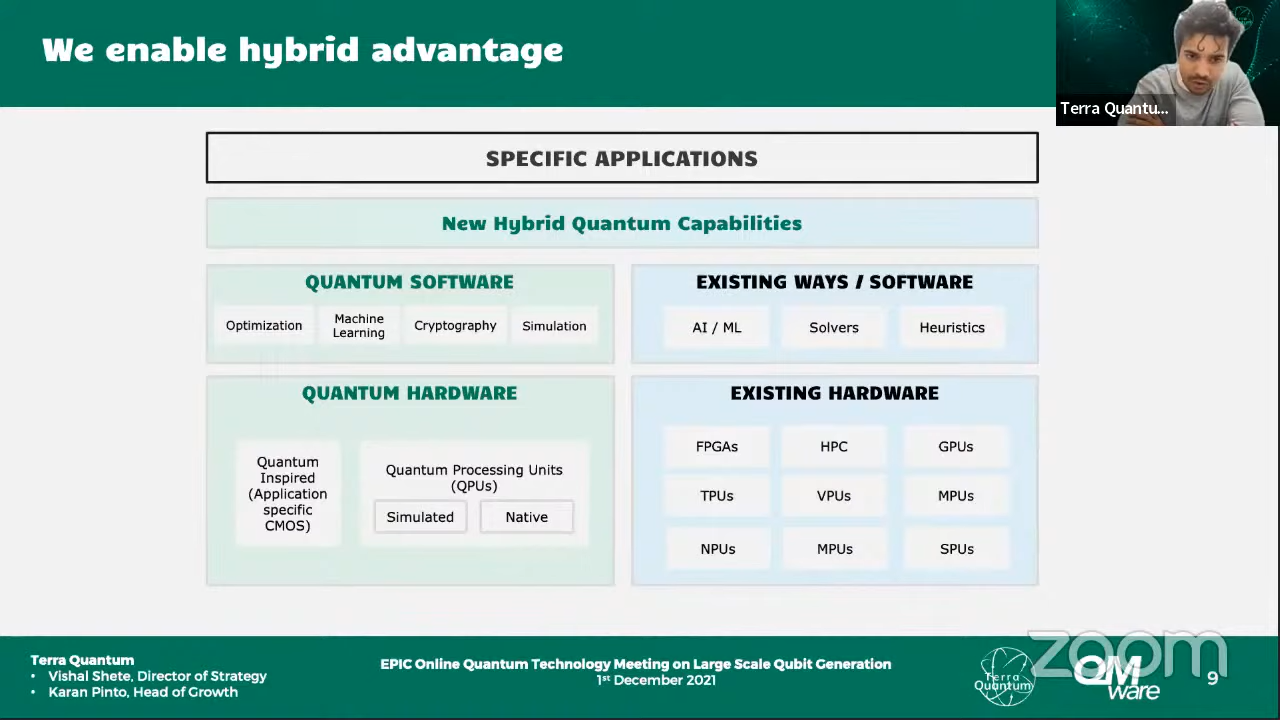 We enable hybrid advantage
Terra Quantu...
SPECIFIC APPLICATIONS
New Hybrid Quantum Capabilities
QUANTUM SOFTWARE
Optimization
Machine
Learning
Cryptography
Simulation
EXISTING WAYS / SOFTWARE
AI / ML
Solvers
Heuristics
QUANTUM HARDWARE
Quantum
Inspired
(Application
specific
CMOS)
Quantum Processing Units
(QPUs)
Simulated
Native
EXISTING HARDWARE
FPGAs
HPC
GPUs
TPUs
VPUs
MPUs
NPUs
MPUs
SPUs
Terra Quantum
• Vishal Shete, Director of Strategy
• Karan Pinto, Head of Growth
EPIC Online Quantum Technology Meeting on Large Scale Qubit Generation
1st December 2021
Terra
Quantum
zoom
QM
ware
9